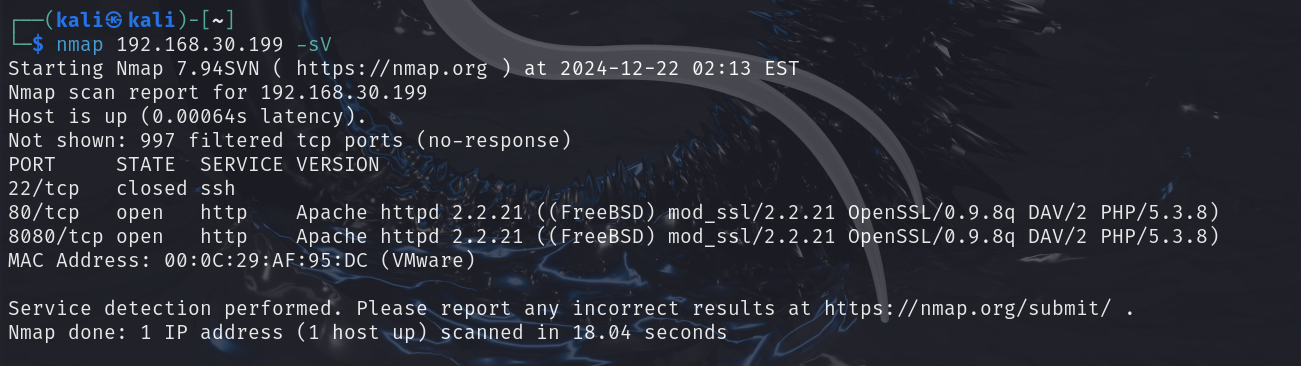 ┌──(kali㉿kali)-[~]
└─$ nmap 192.168.30.199 -sV
Starting Nmap 7.94SVN ( https://nmap.org ) at 2024-12-22 02:13 EST
Nmap scan report for 192.168.30.199
Host is up (0.00064s latency).
Not shown: 997 filtered tcp ports (no-response)
PORT     STATE  SERVICE VERSION
22/tcp   closed ssh
80/tcp   open   http    Apache httpd 2.2.21 ((FreeBSD) mod_ssl/2.2.21 OpenSSL/0.9.8q DAV/2 PHP/5.3.8)
8080/tcp open   http    Apache httpd 2.2.21 ((FreeBSD) mod_ssl/2.2.21 OpenSSL/0.9.8q DAV/2 PHP/5.3.8)
MAC Address: 00:0C:29:AF:95:DC (VMware)
Service detection performed. Please report any incorrect results at https://nmap.org/submit/ .
Nmap done: 1 IP address (1 host up) scanned in 18.04 seconds